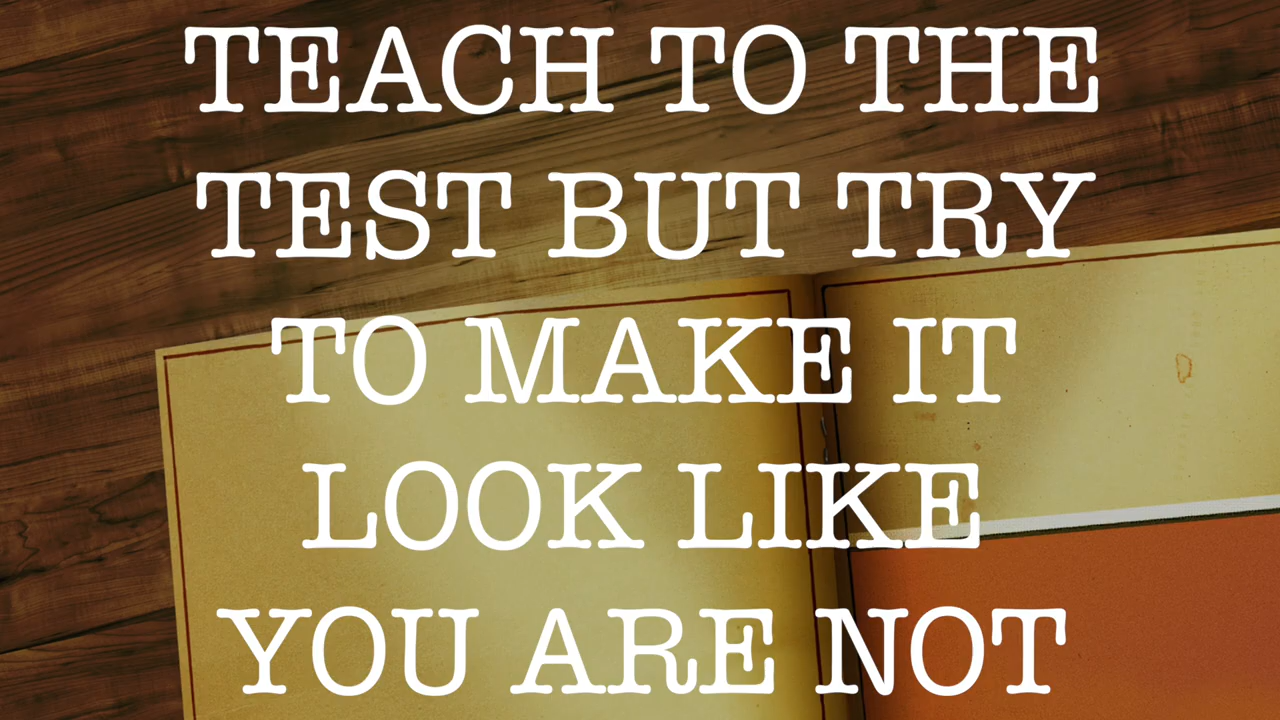 TEACH TO THE
TEST BUT TRY
TO MAKE IT
LOOK LIKE
YOU ARE NOT